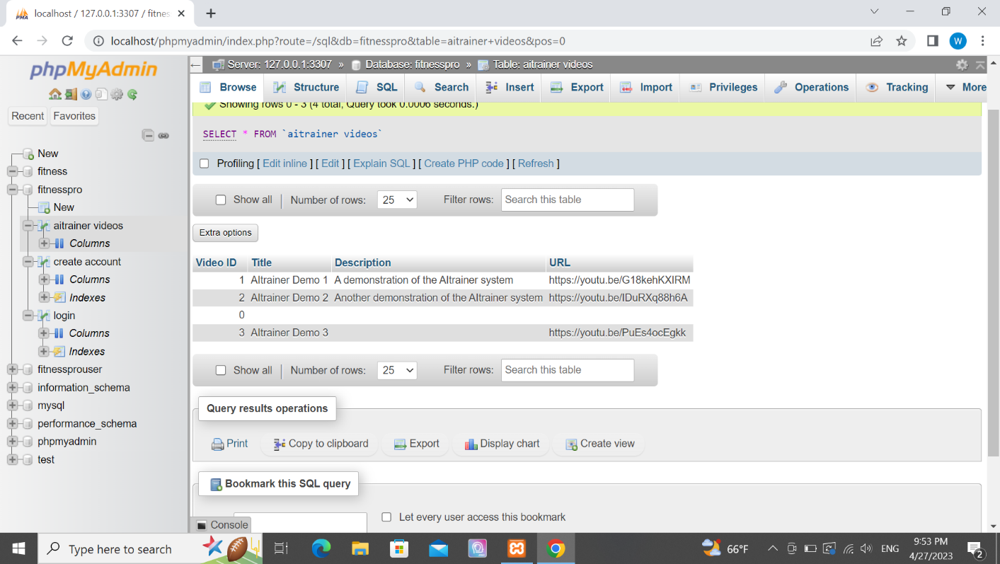 localhost / 127.0.0.1:3307 / fitnes
localhost/phpmyadmin/index.php?route=/sql&db=fitnesspro&table=aitrainer+videos&pos=0
W
phpMyAdmin
Recent Favorites
New
fitness
fitnesspro
New
aitrainer videos
Columns
create account
Columns
Indexes
login
Columns
Indexes
fitnessprouser
information_schema
mysql
performance_schema
phpmyadmin
test
Server: 127.0.0.1:3307 » Database: fitnesspro » Table: aitrainer videos
Browse Structure SQL Search Insert Export Import Privileges Operations Tracking More
Showing rows 0 - 3 (4 total, Query took 0.0006 seconds.)
SELECT * FROM `aitrainer videos`
Profiling [ Edit inline ] [ Edit ] [ Explain SQL ] [ Create PHP code ] [ Refresh ]
Show all | Number of rows: 25 Filter rows: Search this table
Extra options
Video ID Title Description URL
1 AItrainer Demo 1 A demonstration of the AItrainer system https://youtu.be/G18kehKXIRM
2 AItrainer Demo 2 Another demonstration of the AItrainer system https://youtu.be/IDuRXq88h6A
0
3 AItrainer Demo 3 https://youtu.be/PuEs4ocEgkk
Show all | Number of rows: 25 Filter rows: Search this table
Query results operations
Print Copy to clipboard Export Display chart Create view
Bookmark this SQL query
Let every user access this bookmark
Console
Type here to search
66°F
ENG
9:53 PM
4/27/2023
2